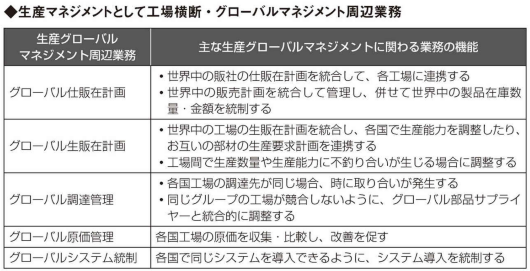 ◆生産マネジメントとして工場横断・グローバルマネジメント周辺業務
生産グローバル
マネジメント周辺業務
主な生産グローバルマネジメントに関わる業務の機能
グローバル仕販在計画
・世界中の販社の仕販在計画を統合して、各工場に連携する
・世界中の販売計画を統合して管理し、併せて世界中の製品在庫数
量・金額を統制する
グローバル生販在計画
・世界中の工場の生販在計画を統合し、各国で生産能力を調整したり、
お互いの部材の生産要求計画を連携する
・工場間で生産数量や生産能力に不釣り合いが生じる場合に調整する
グローバル調達管理
・各国工場の調達先が同じ場合、時に取り合いが発生する
・同じグループの工場が競合しないように、グローバル部品サプライ
ヤーと統合的に調整する
グローバル原価管理
各国工場の原価を収集・比較し、改善を促す
グローバルシステム統制
各国で同じシステムを導入できるように、システム導入を統制する